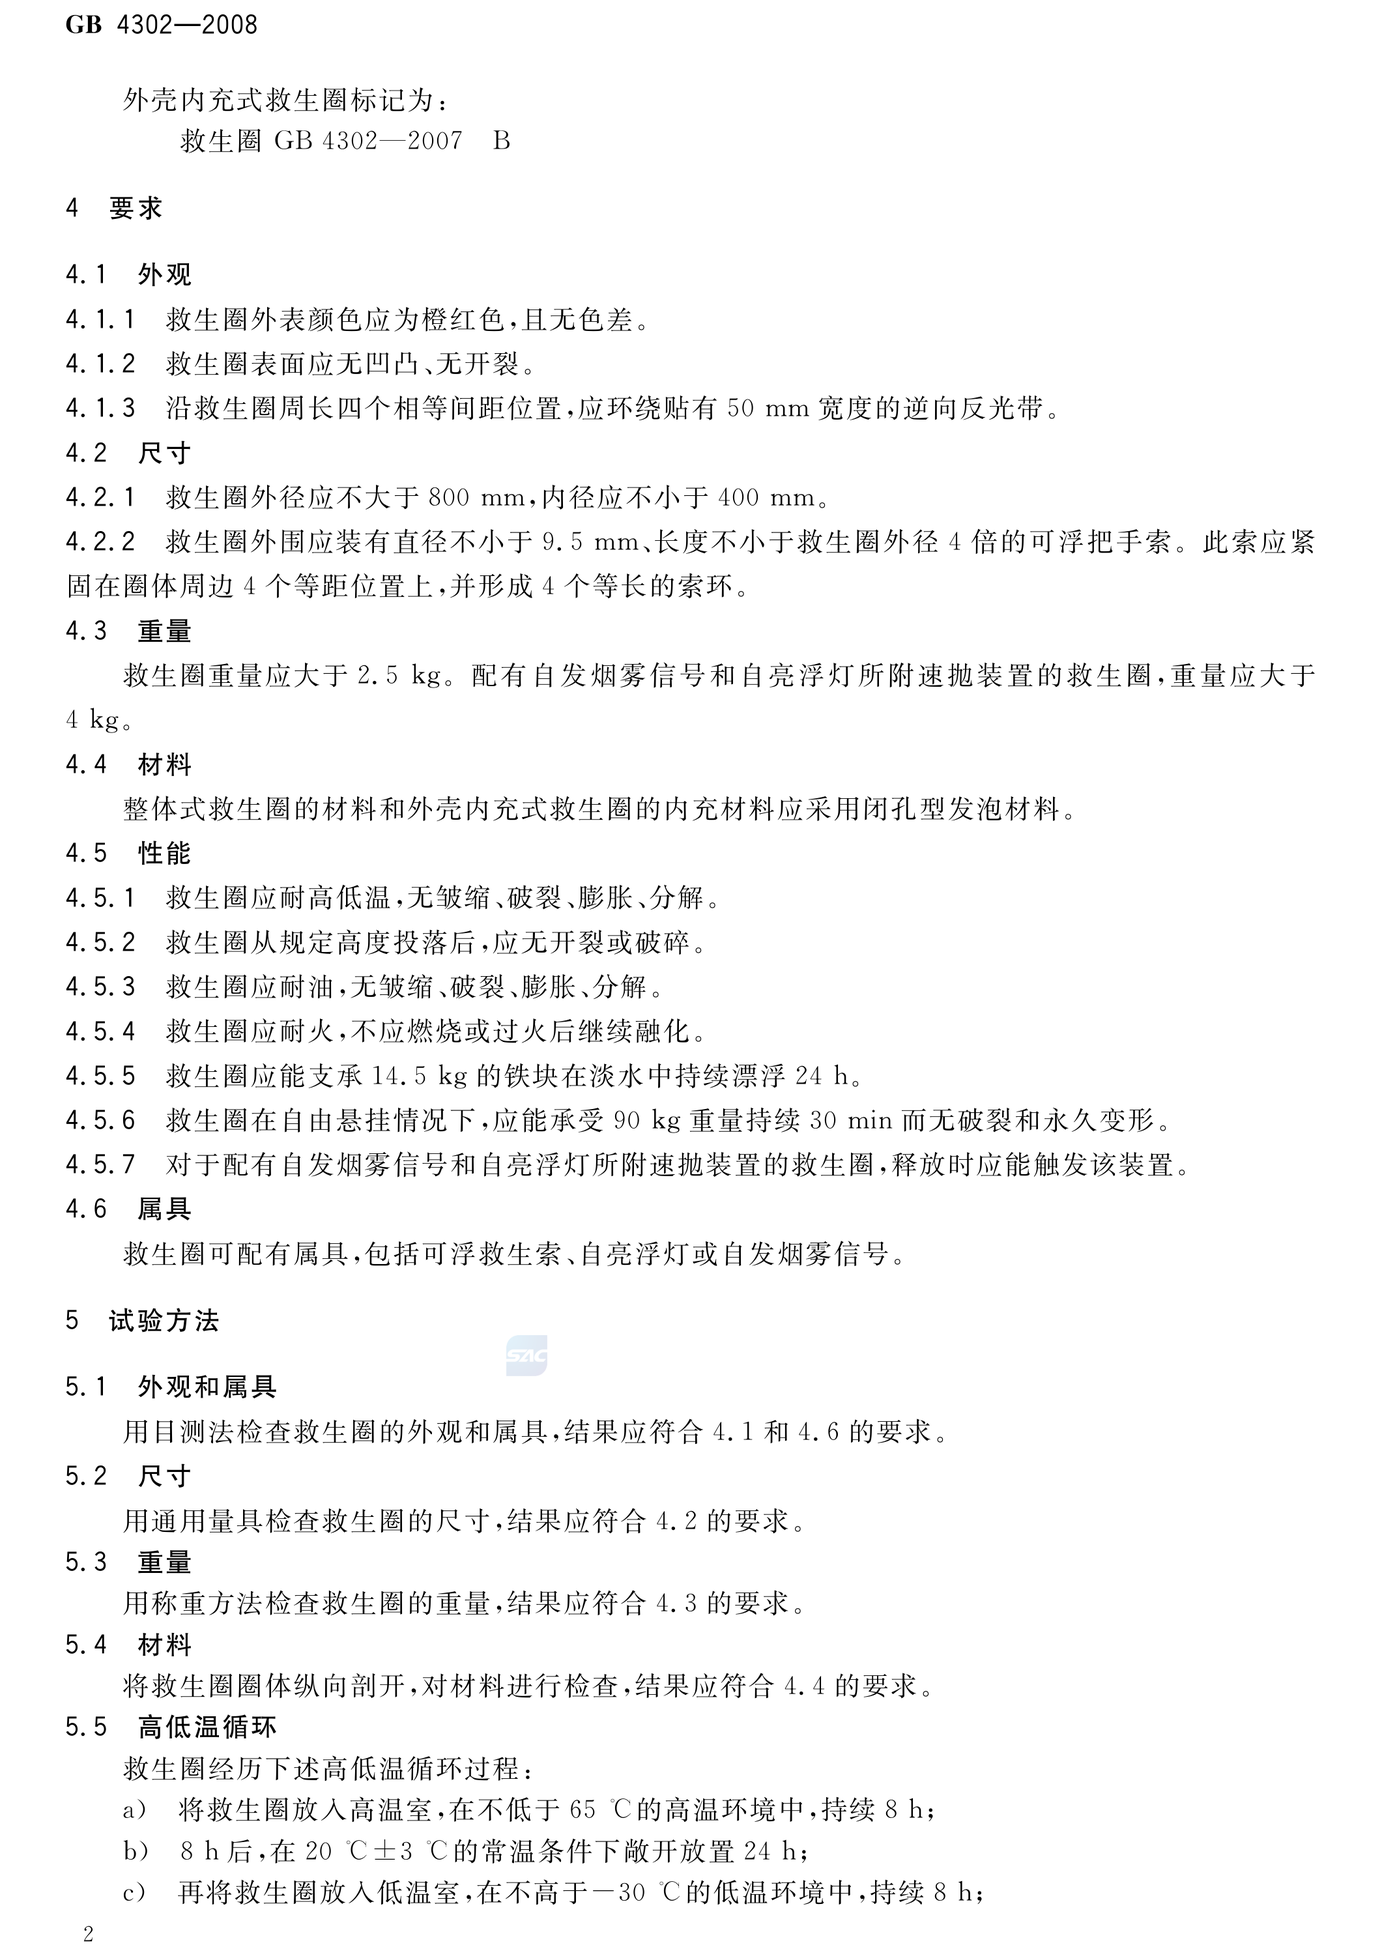 GB 4302—2008
外壳内充式救生圈标记为:
救生圈 GB 4302—2007 B
4 要求
4.1 外观
4.1.1 救生圈外表颜色应为橙红色,且无色差。
4.1.2 救生圈表面应无凹凸、无开裂。
4.1.3 沿救生圈周长四个相等间距位置,应环绕贴有 50 mm 宽度的逆向反光带。
4.2 尺寸
4.2.1 救生圈外径应不大于 800 mm,内径应不小于 400 mm。
4.2.2 救生圈外围应装有直径不小于 9.5 mm、长度不小于救生圈外径 4 倍的可浮把手索。此索应紧
固在圈体周边 4 个等距位置上,并形成 4 个等长的索环。
4.3 重量
救生圈重量应大于 2.5 kg。配有自发烟雾信号和自亮浮灯所附速抛装置的救生圈,重量应大于
4 kg。
4.4 材料
整体式救生圈的材料和外壳内充式救生圈的内充材料应采用闭孔型发泡材料。
4.5 性能
4.5.1 救生圈应耐高低温,无皱缩、破裂、膨胀、分解。
4.5.2 救生圈从规定高度投落后,应无开裂或破碎。
4.5.3 救生圈应耐油,无皱缩、破裂、膨胀、分解。
4.5.4 救生圈应耐火,不应燃烧或过火后继续融化。
4.5.5 救生圈应能支承 14.5 kg 的铁块在淡水中持续漂浮 24 h。
4.5.6 救生圈在自由悬挂情况下,应能承受 90 kg 重量持续 30 min 而无破裂和永久变形。
4.5.7 对于配有自发烟雾信号和自亮浮灯所附速抛装置的救生圈,释放时应能触发该装置。
4.6 属具
救生圈可配有属具,包括可浮救生索、自亮浮灯或自发烟雾信号。
5 试验方法
SAC
5.1 外观和属具
用目测法检查救生圈的外观和属具,结果应符合 4.1 和 4.6 的要求。
5.2 尺寸
用通用量具检查救生圈的尺寸,结果应符合 4.2 的要求。
5.3 重量
用称重方法检查救生圈的重量,结果应符合 4.3 的要求。
5.4 材料
将救生圈圈体纵向剖开,对材料进行检查,结果应符合 4.4 的要求。
5.5 高低温循环
救生圈经历下述高低温循环过程:
a) 将救生圈放入高温室,在不低于 65 ℃的高温环境中,持续 8 h;
b) 8 h 后,在 20 ℃±3 ℃的常温条件下敞开放置 24 h;
c) 再将救生圈放入低温室,在不高于－30 ℃的低温环境中,持续 8 h;
2